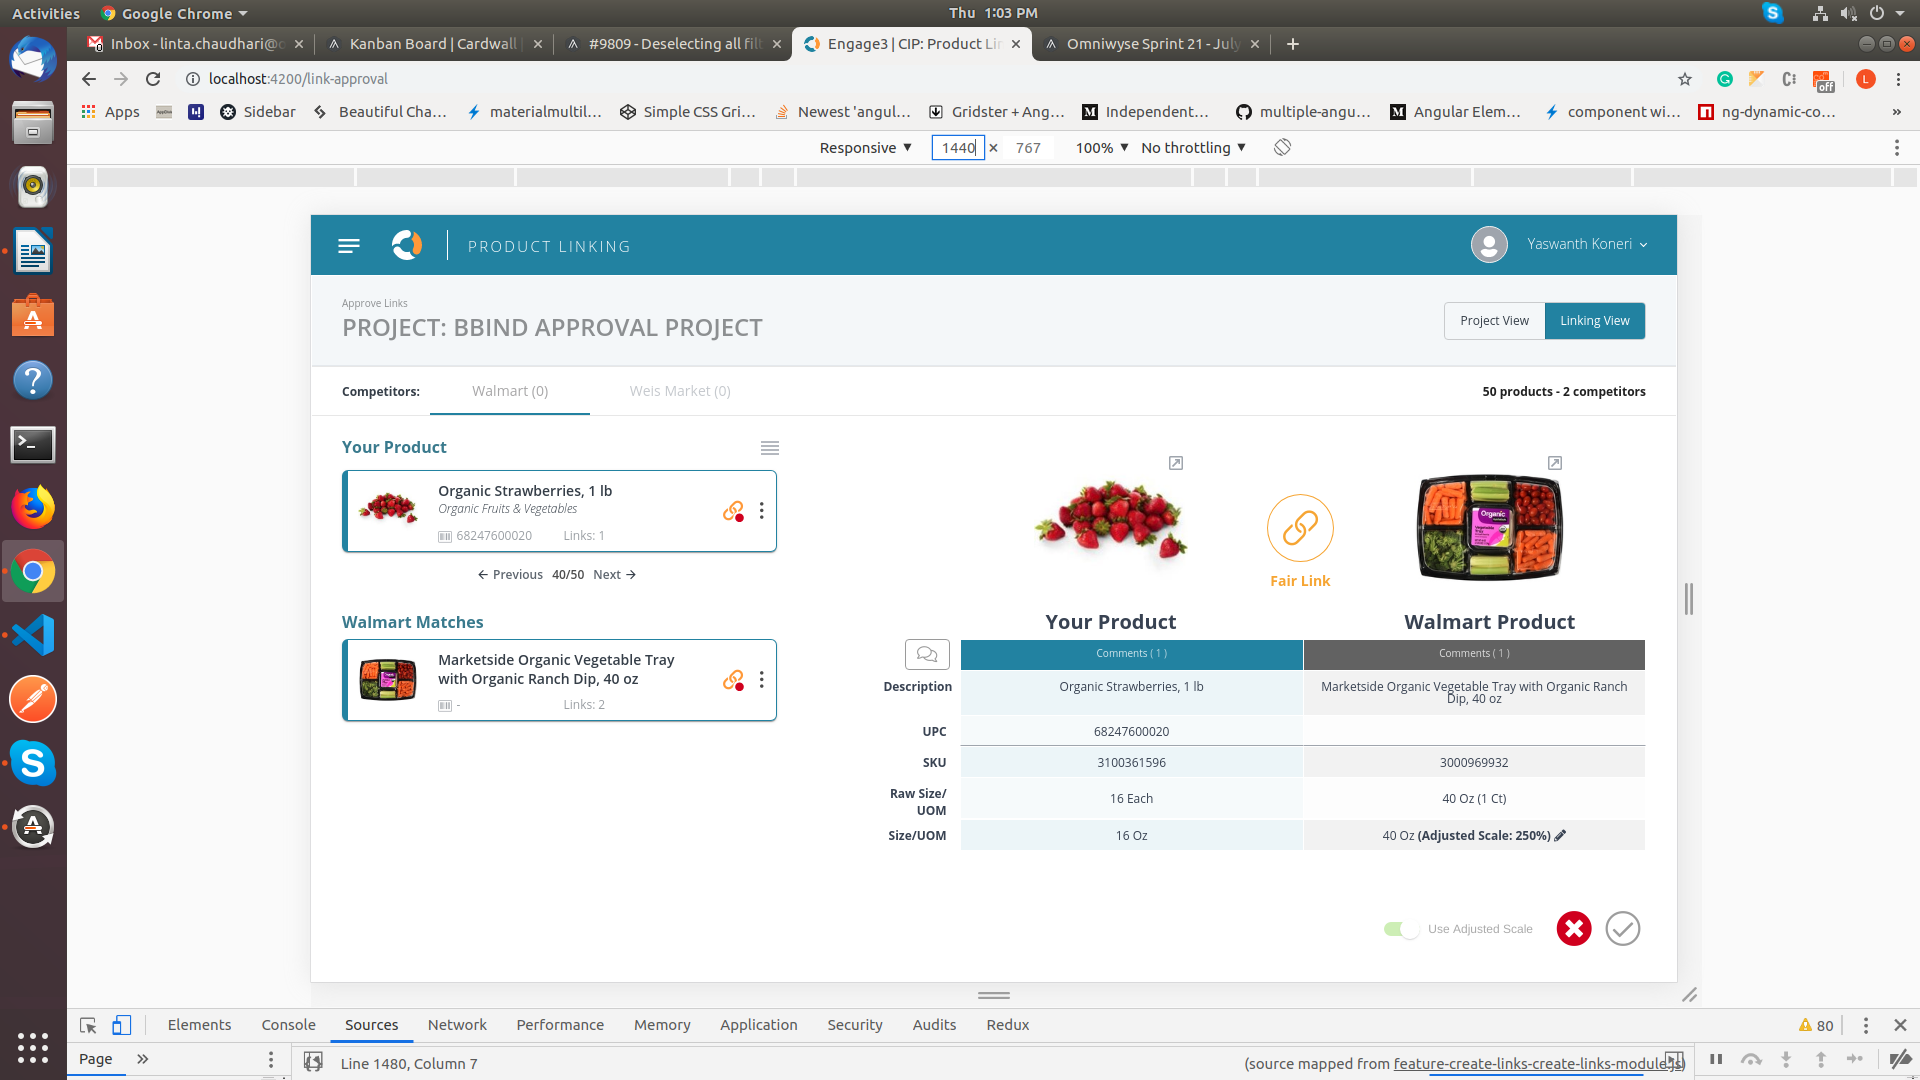 Activities
Google Chrome
Thu 1:03 PM
Inbox - linta.chaudhari@o
Kanban Board | Cardwall
#9809 - Deselecting all filt
Engage3 | CIP: Product Lin
Omniwyse Sprint 21 - July
localhost:4200/link-approval
off
L
Apps
Sidebar
Beautiful Cha...
materialmultil...
Simple CSS Gri...
Newest 'angul...
Gridster + Ang...
Independent...
multiple-angu...
Angular Elem...
component wi...
ng-dynamic-co...
Responsive
1440 × 767
100%
No throttling
PRODUCT LINKING
Yaswanth Koneri
Approve Links
PROJECT: BBIND APPROVAL PROJECT
Project View
Linking View
Competitors:
Walmart (0)
Weis Market (0)
50 products - 2 competitors
Your Product
Organic Strawberries, 1 lb
Organic Fruits & Vegetables
68247600020
Links: 1
Previous 40/50 Next
Walmart Matches
Marketside Organic Vegetable Tray
with Organic Ranch Dip, 40 oz
-
Links: 2
Fair Link
Organic
Your Product
Walmart Product
Comments ( 1 )
Comments ( 1 )
Description
Organic Strawberries, 1 lb
Marketside Organic Vegetable Tray with Organic Ranch
Dip, 40 oz
UPC
68247600020
SKU
3100361596
3000969932
Raw Size/
UOM
16 Each
40 Oz (1 Ct)
Size/UOM
16 Oz
40 Oz (Adjusted Scale: 250%)
Use Adjusted Scale
Elements
Console
Sources
Network
Performance
Memory
Application
Security
Audits
Redux
80
Page
Line 1480, Column 7
(source mapped from feature-create-links-create-links-module.js)